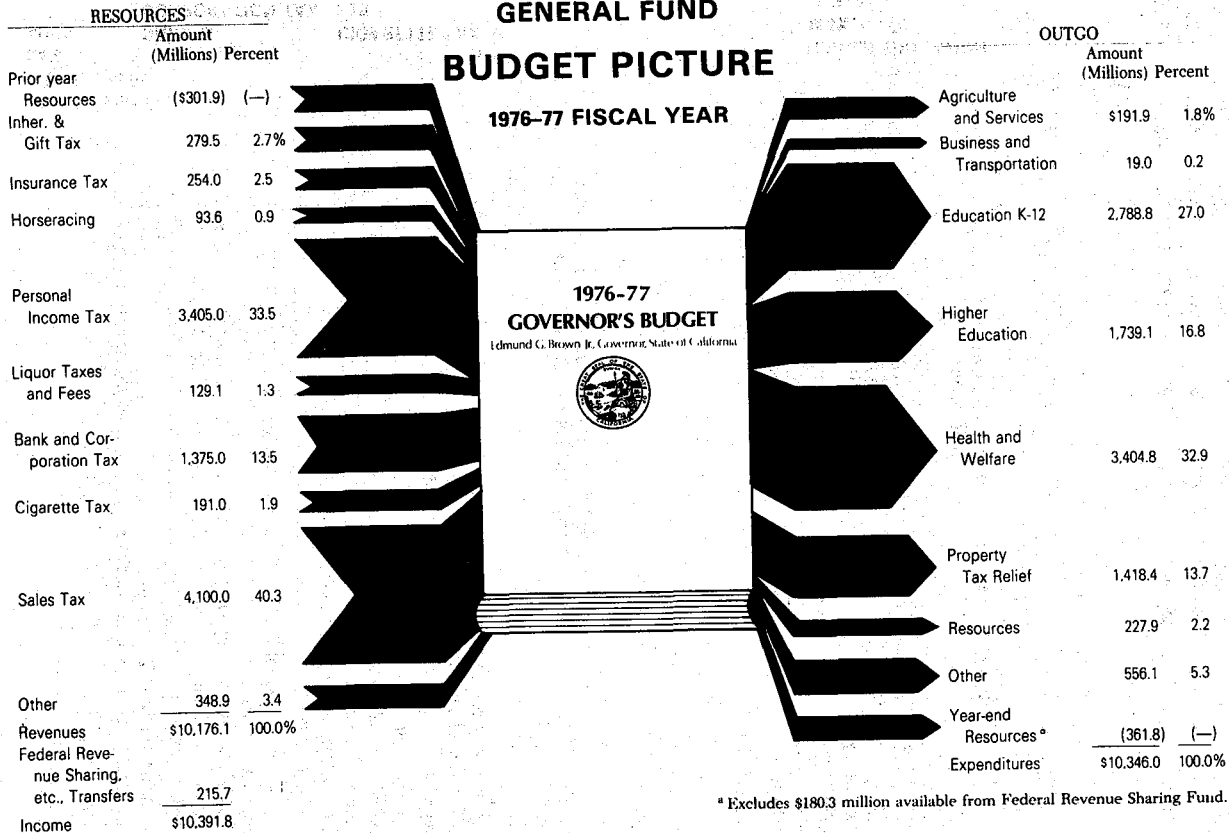 GENERAL FUND
BUDGET PICTURE
1976–77 FISCAL YEAR
RESOURCES
Amount
(Millions) Percent
Prior year
Resources ($301.9) (—)
Inher. &
Gift Tax 279.5 2.7%
Insurance Tax 254.0 2.5
Horseracing 93.6 0.9
Personal
Income Tax 3,405.0 33.5
Liquor Taxes
and Fees 129.1 1.3
Bank and Cor-
poration Tax 1,375.0 13.5
Cigarette Tax 191.0 1.9
Sales Tax 4,100.0 40.3
Other 348.9 3.4
Revenues $10,176.1 100.0%
Federal Reve-
nue Sharing,
etc., Transfers 215.7
Income $10,391.8
1976-77
GOVERNOR'S BUDGET
Edmund G. Brown Jr., Governor, State of California
OUTGO
Amount
(Millions) Percent
Agriculture
and Services $191.9 1.8%
Business and
Transportation 19.0 0.2
Education K-12 2,788.8 27.0
Higher
Education 1,739.1 16.8
Health and
Welfare 3,404.8 32.9
Property
Tax Relief 1,418.4 13.7
Resources 227.9 2.2
Other 556.1 5.3
Year-end
Resources ª (361.8) (—)
Expenditures $10,346.0 100.0%
ª Excludes $180.3 million available from Federal Revenue Sharing Fund.